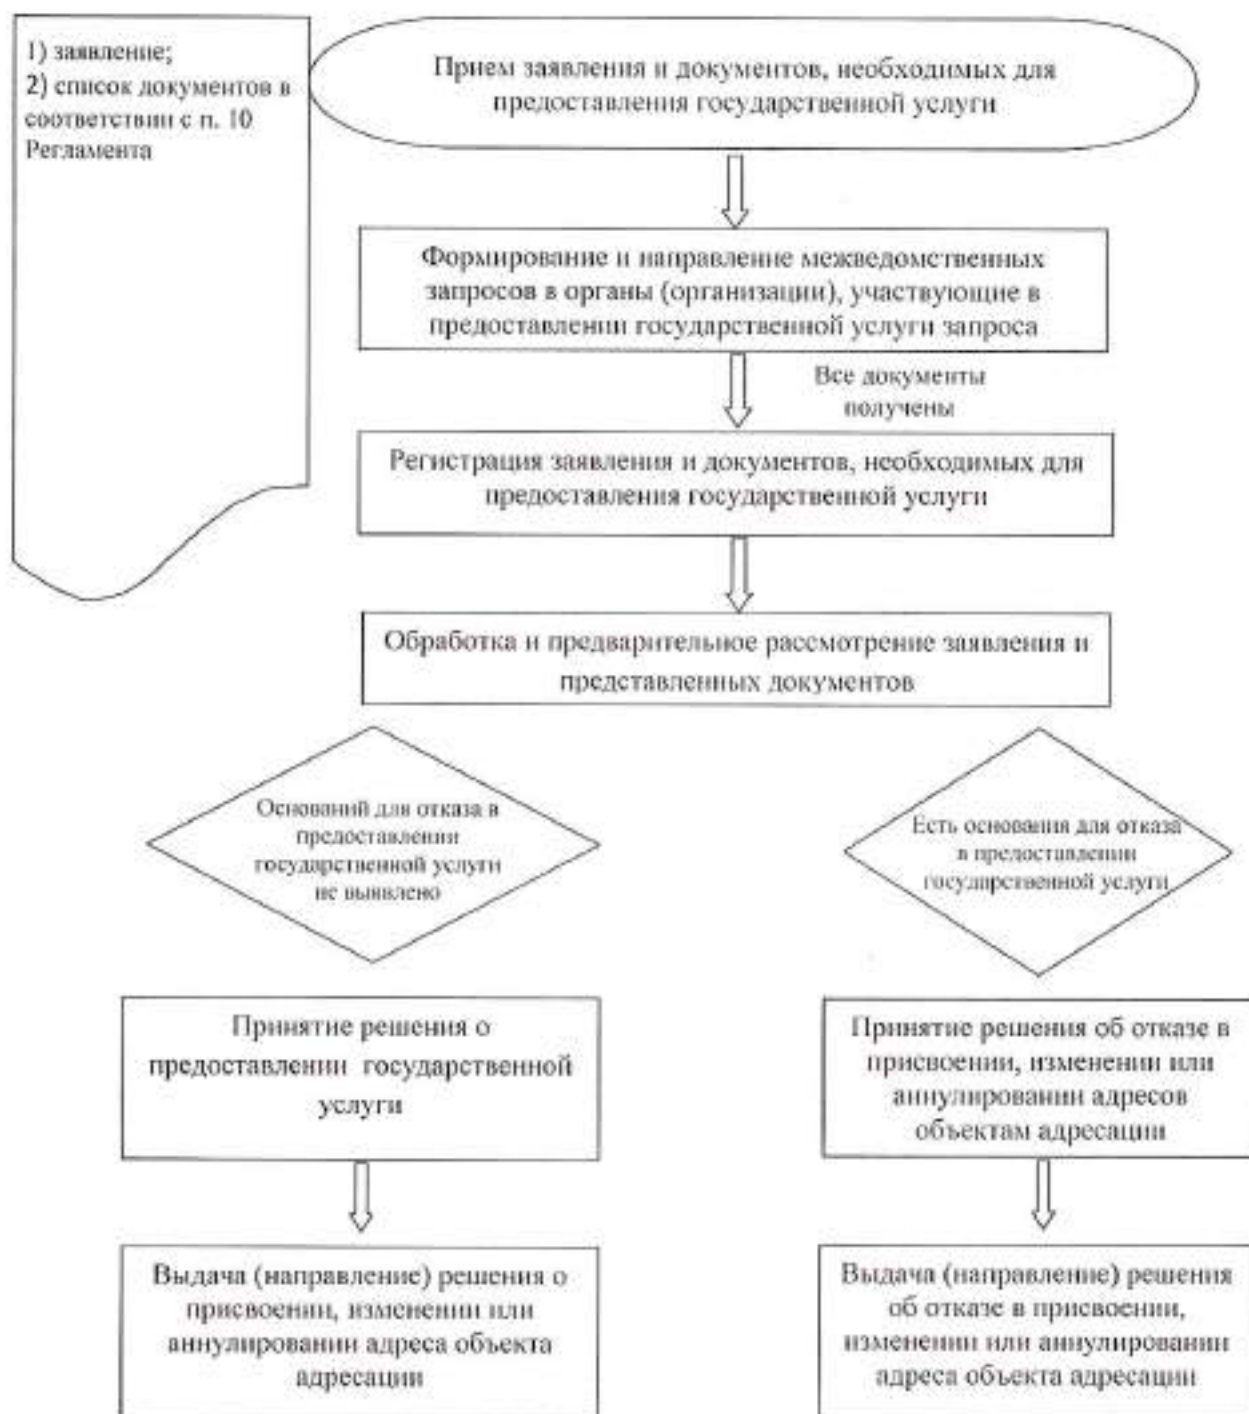 1) заявление;
2) список документов в
соответствии с п. 10
Регламента
Прием заявления и документов, необходимых для
предоставления государственной услуги
Формирование и направление межведомственных
запросов в органы (организации), участвующие в
предоставлении государственной услуги запроса
Все документы
получены
Регистрация заявления и документов, необходимых для
предоставления государственной услуги
Обработка и предварительное рассмотрение заявления и
представленных документов
Оснований для отказа в
предоставлении
государственной услуги
не выявлено
Есть основания для отказа
в предоставлении
государственной услуги
Принятие решения о
предоставлении государственной
услуги
Принятие решения об отказе в
присвоении, изменении или
аннулировании адресов
объектам адресации
Выдача (направление) решения о
присвоении, изменении или
аннулировании адреса объекта
адресации
Выдача (направление) решения
об отказе в присвоении,
изменении или аннулировании
адреса объекта адресации